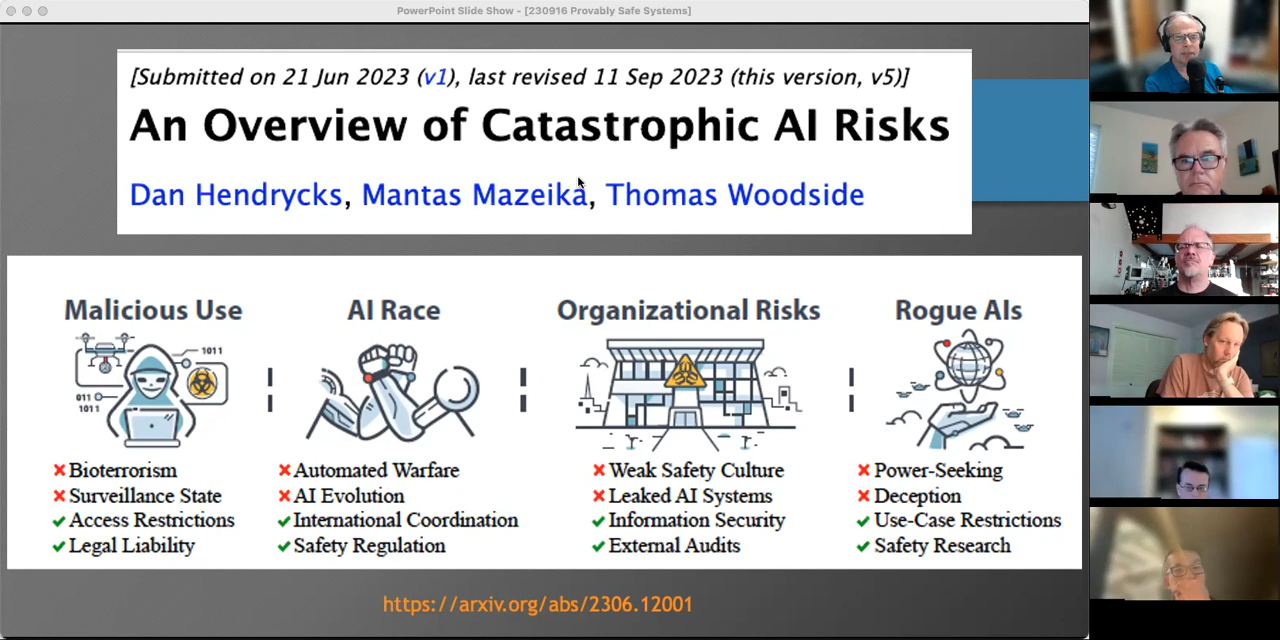 PowerPoint Slide Show - [230916 Provably Safe Systems]
[Submitted on 21 Jun 2023 (v1), last revised 11 Sep 2023 (this version, v5)]
An Overview of Catastrophic AI Risks
Dan Hendrycks, Mantas Mazeika, Thomas Woodside
Malicious Use
1011
011
1011
✗ Bioterrorism
✗ Surveillance State
✓ Access Restrictions
✓ Legal Liability
AI Race
✗ Automated Warfare
✗ AI Evolution
✓ International Coordination
✓ Safety Regulation
Organizational Risks
✗ Weak Safety Culture
✗ Leaked AI Systems
✓ Information Security
✓ External Audits
Rogue AIs
✗ Power-Seeking
✗ Deception
✓ Use-Case Restrictions
✓ Safety Research
https://arxiv.org/abs/2306.12001